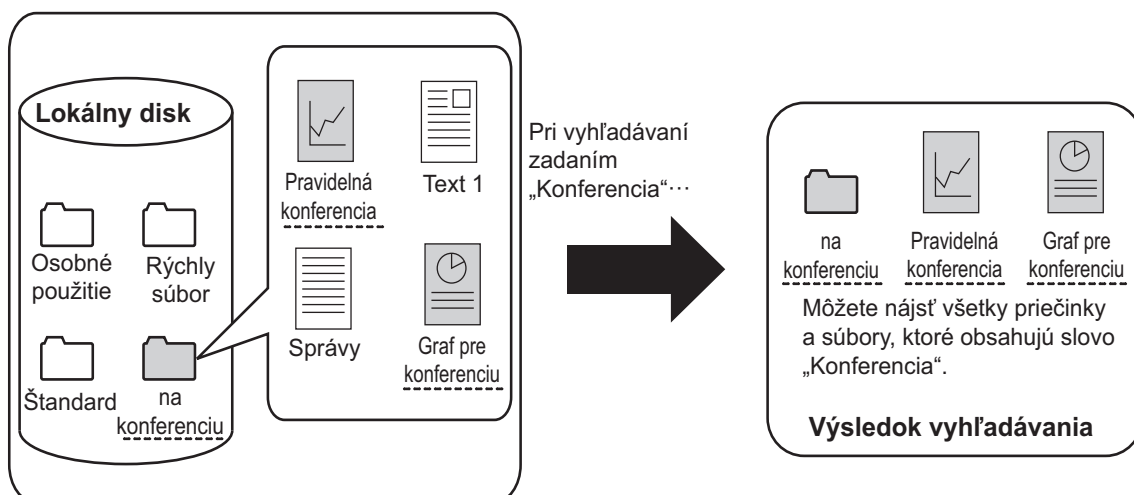 Lokálny disk
Osobné
použitie
Rýchly
súbor
Štandard
na
konferenciu
Pravidelná
konferencia
Text 1
Správy
Graf pre
konferenciu
Pri vyhľadávaní
zadaním
„Konferencia“···
na
konferenciu
Pravidelná
konferencia
Graf pre
konferenciu
Môžete nájsť všetky priečinky
a súbory, ktoré obsahujú slovo
„Konferencia“.
Výsledok vyhľadávania